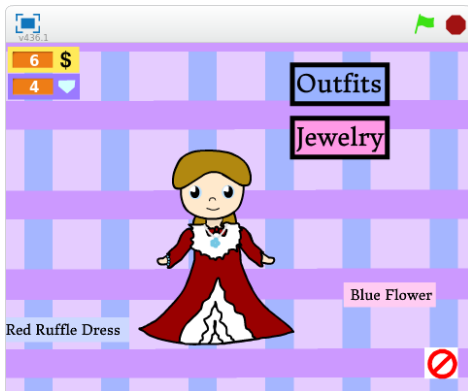 v436.1
6 $
4
Outfits
Jewelry
Blue Flower
Red Ruffle Dress